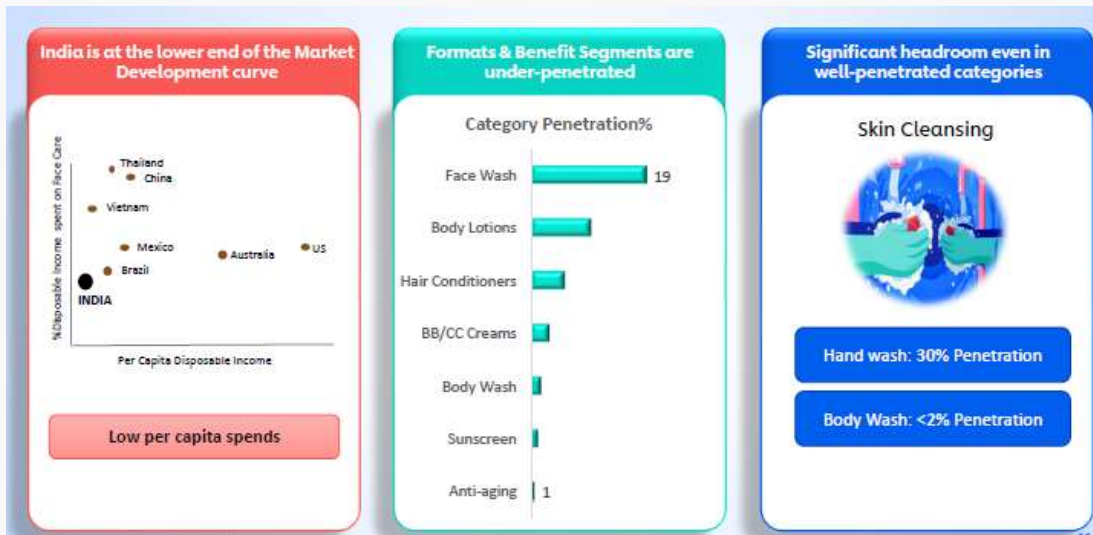 India is at the lower end of the Market
Development curve
%Disposable Income spent on Face Care
Thailand
China
Vietnam
Mexico
Australia
US
Brazil
INDIA
Per Capita Disposable Income
Low per capita spends
Formats & Benefit Segments are
under-penetrated
Category Penetration%
Face Wash 19
Body Lotions
Hair Conditioners
BB/CC Creams
Body Wash
Sunscreen
Anti-aging 1
Significant headroom even in
well-penetrated categories
Skin Cleansing
Hand wash: 30% Penetration
Body Wash: <2% Penetration